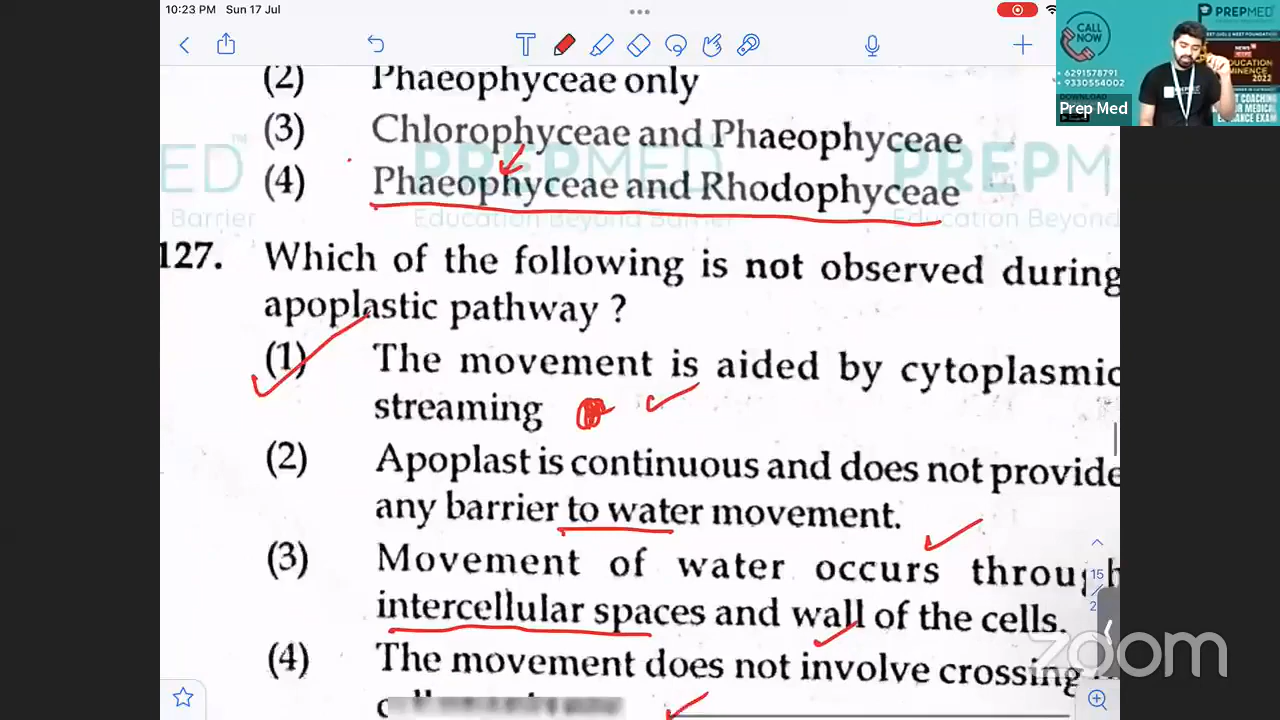 10:23 PM Sun 17 Jul
PREPMED
CALL
NOW
6291578791
9330554002
NEWS
2022
Prep Med
(2) Phaeophyceae only
(3) Chlorophyceae and Phaeophyceae
(4) Phaeophyceae and Rhodophyceae
PREPMED
Education Beyond Barrier
127. Which of the following is not observed during
apoplastic pathway ?
(1) The movement is aided by cytoplasmic
streaming
(2) Apoplast is continuous and does not provide
any barrier to water movement.
(3) Movement of water occurs through
intercellular spaces and wall of the cells.
(4) The movement does not involve crossing
15
zoom